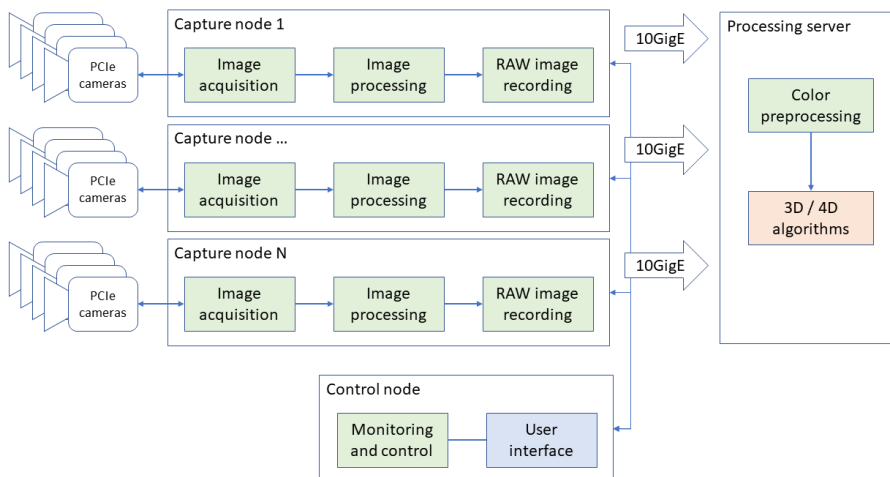 Capture node 1
PCIe
cameras
Image
acquisition
Image
processing
RAW image
recording
10GigE
Capture node ...
PCIe
cameras
Image
acquisition
Image
processing
RAW image
recording
10GigE
Capture node N
PCIe
cameras
Image
acquisition
Image
processing
RAW image
recording
10GigE
Processing server
Color
preprocessing
3D / 4D
algorithms
Control node
Monitoring
and control
User
interface